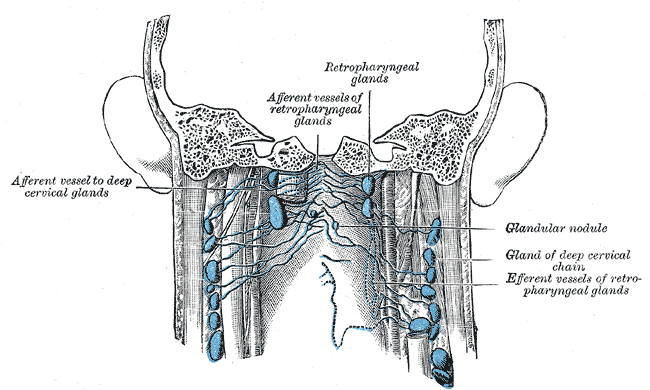 Retropharyngeal
glands
Afferent vessels of
retropharyngeal
glands
Afferent vessel to deep
cervical glands
Glandular nodule
Gland of deep cervical
chain
Efferent vessels of retro-
pharyngeal glands